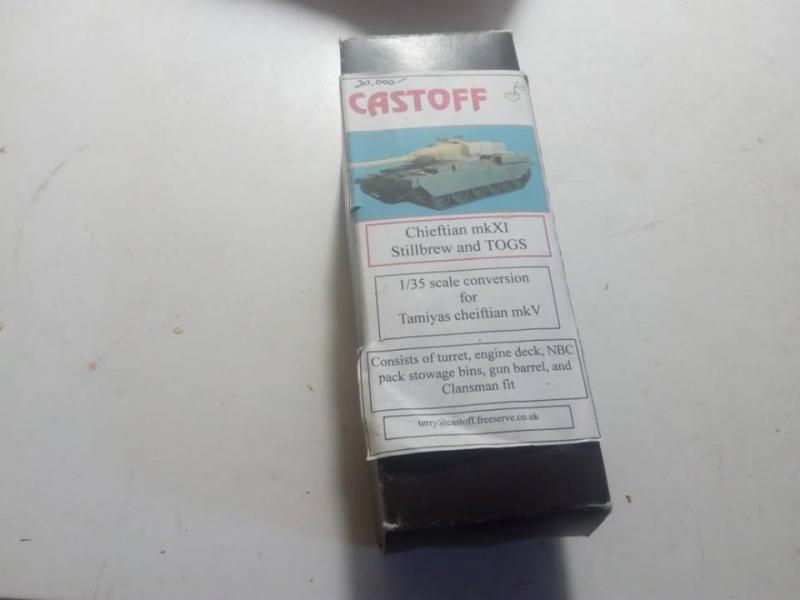 20,000/-
CASTOFF
Chieftian mkXI
Stillbrew and TOGS
1/35 scale conversion
for
Tamiyas cheiftian mkV
Consists of turret, engine deck, NBC
pack stowage bins, gun barrel, and
Clansman fit
terry@castoff.freeserve.co.uk